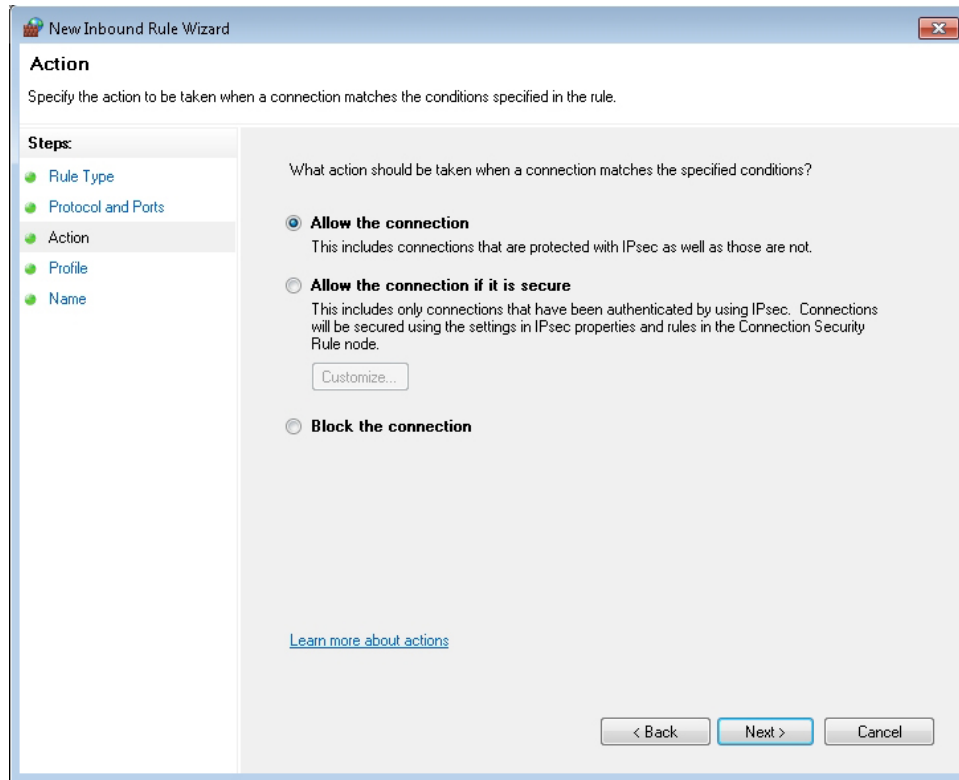 New Inbound Rule Wizard
Action
Specify the action to be taken when a connection matches the conditions specified in the rule.
Steps:
Rule Type
Protocol and Ports
Action
Profile
Name
What action should be taken when a connection matches the specified conditions?
Allow the connection
This includes connections that are protected with IPsec as well as those are not.
Allow the connection if it is secure
This includes only connections that have been authenticated by using IPsec. Connections
will be secured using the settings in IPsec properties and rules in the Connection Security
Rule node.
Customize...
Block the connection
Learn more about actions
< Back
Next >
Cancel